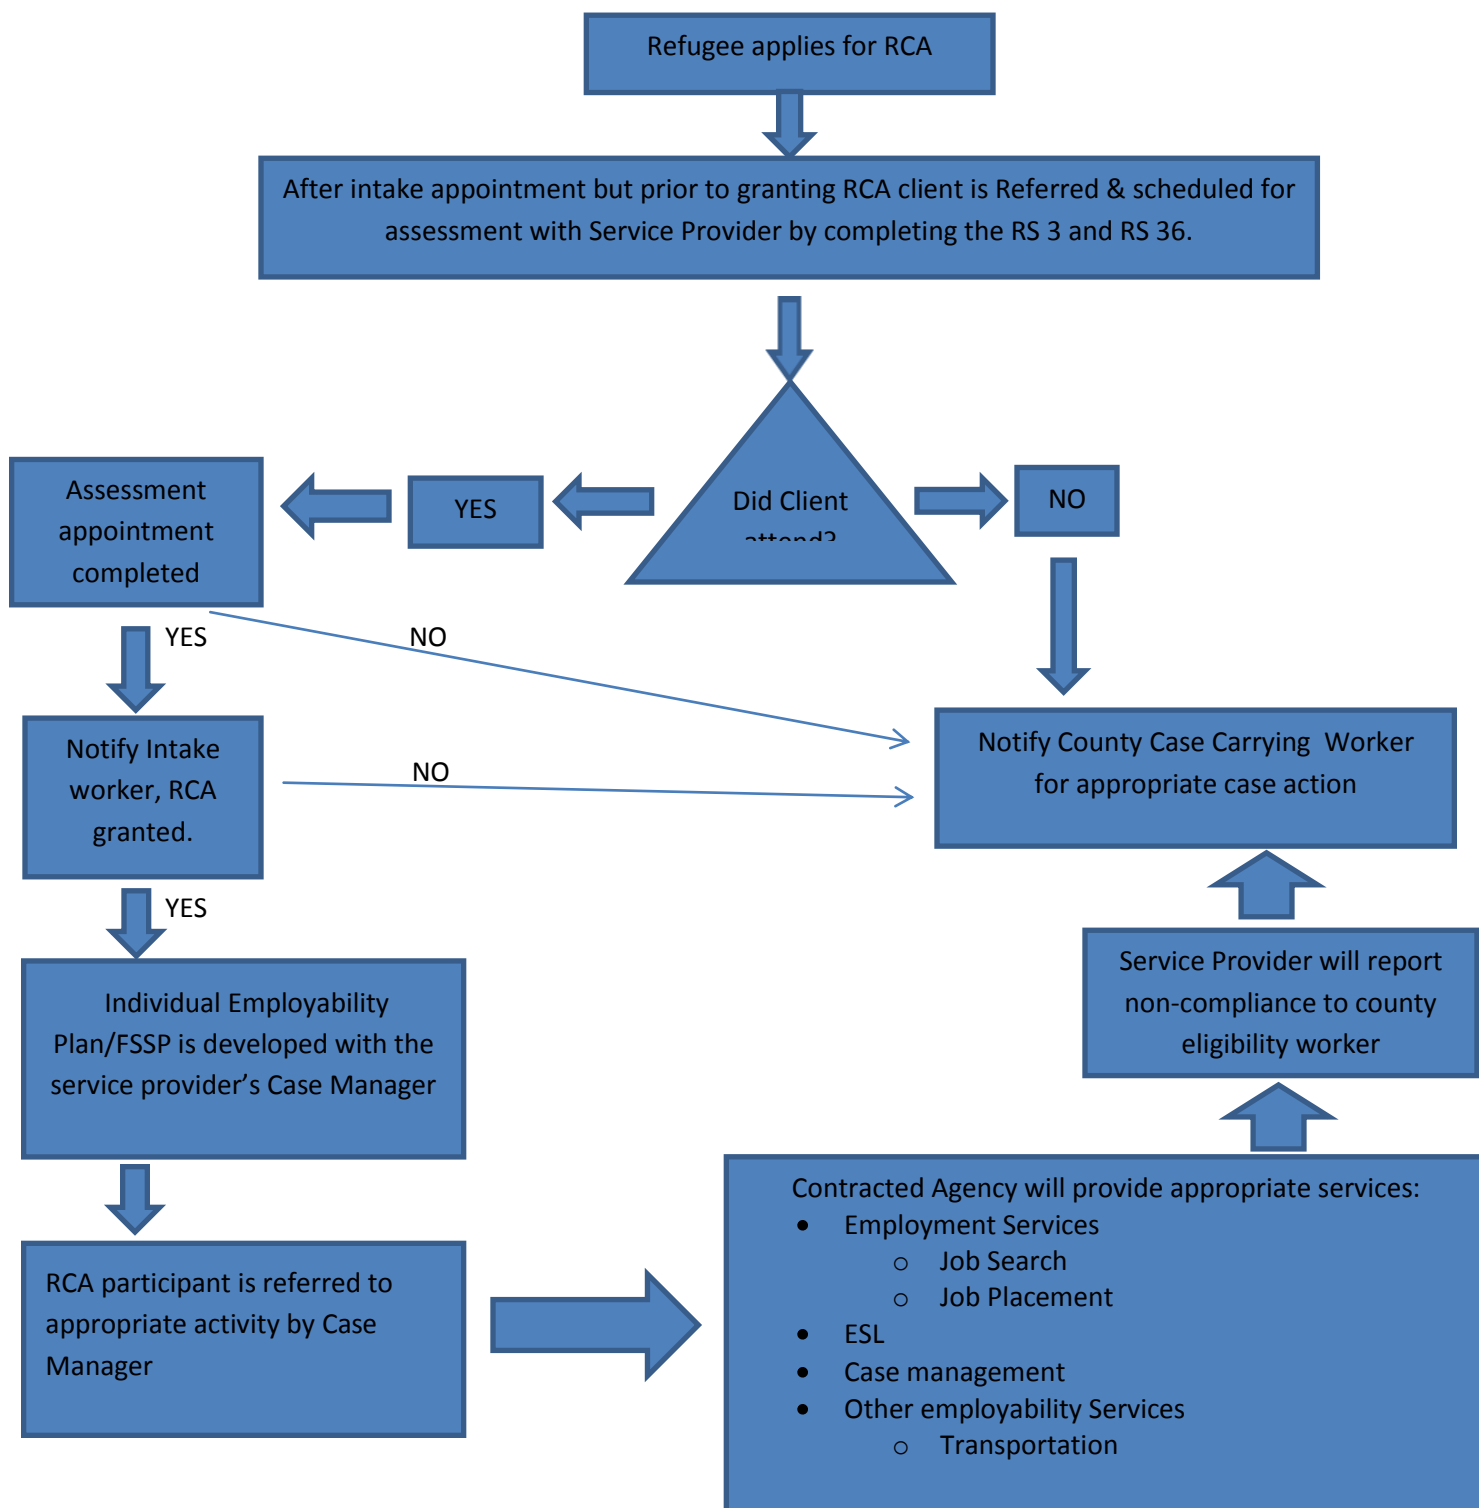 Refugee applies for RCA
After intake appointment but prior to granting RCA client is Referred & scheduled for
assessment with Service Provider by completing the RS 3 and RS 36.
Did Client
attend?
YES
NO
Assessment
appointment
completed
YES
NO
Notify Intake
worker, RCA
granted.
NO
YES
Notify County Case Carrying  Worker
for appropriate case action
Individual Employability
Plan/FSSP is developed with the
service provider’s Case Manager
Service Provider will report
non-compliance to county
eligibility worker
RCA participant is referred to
appropriate activity by Case
Manager
Contracted Agency will provide appropriate services:
• Employment Services
o Job Search
o Job Placement
• ESL
• Case management
• Other employability Services
o Transportation